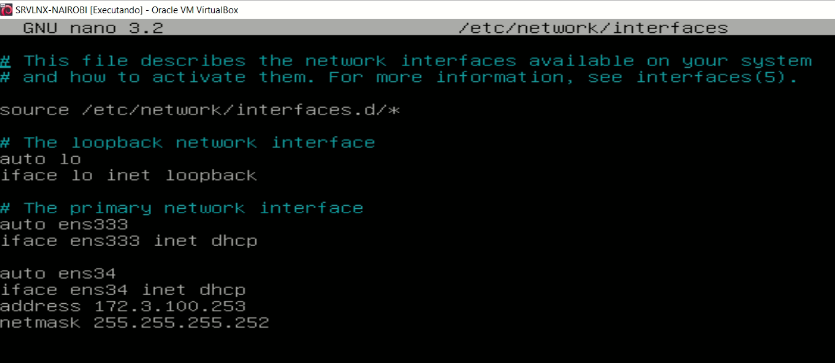 SRVLNX-NAIROBI [Executando] - Oracle VM VirtualBox
GNU nano 3.2 /etc/network/interfaces
# This file describes the network interfaces available on your system
# and how to activate them. For more information, see interfaces(5).
source /etc/network/interfaces.d/*
# The loopback network interface
auto lo
iface lo inet loopback
# The primary network interface
auto ens333
iface ens333 inet dhcp
auto ens34
iface ens34 inet dhcp
address 172.3.100.253
netmask 255.255.255.252